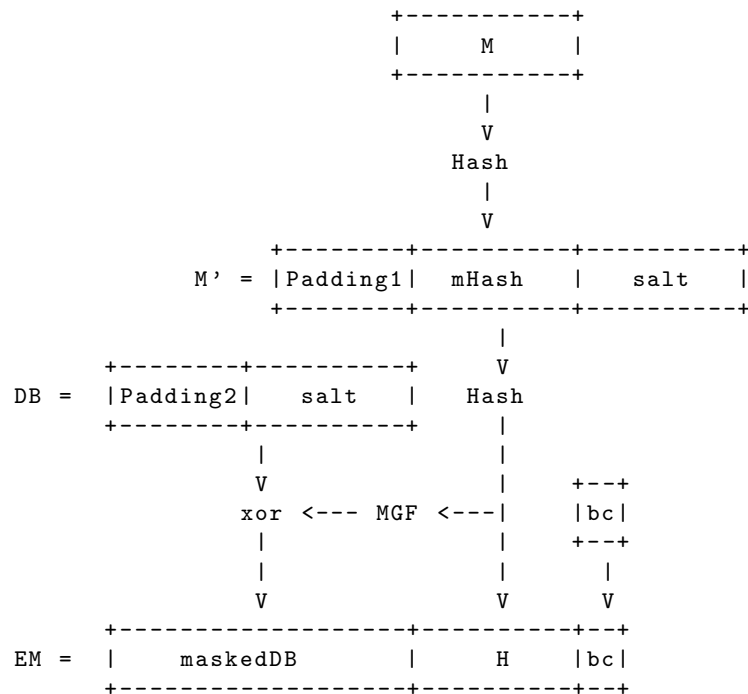 +-----------+
|     M     |
+-----------+
|
V
Hash
|
V
+--------+----------+----------+
M' = |Padding1|  mHash   |   salt   |
+--------+----------+----------+
|
+--------+----------+ V
DB = |Padding2|   salt   | Hash
+--------+----------+ |
| |
V | +--+
xor <--- MGF <---| |bc|
| | +--+
| | |
V V V
+-------------------+----------+--+
EM = |    maskedDB       |    H     |bc|
+-------------------+----------+--+